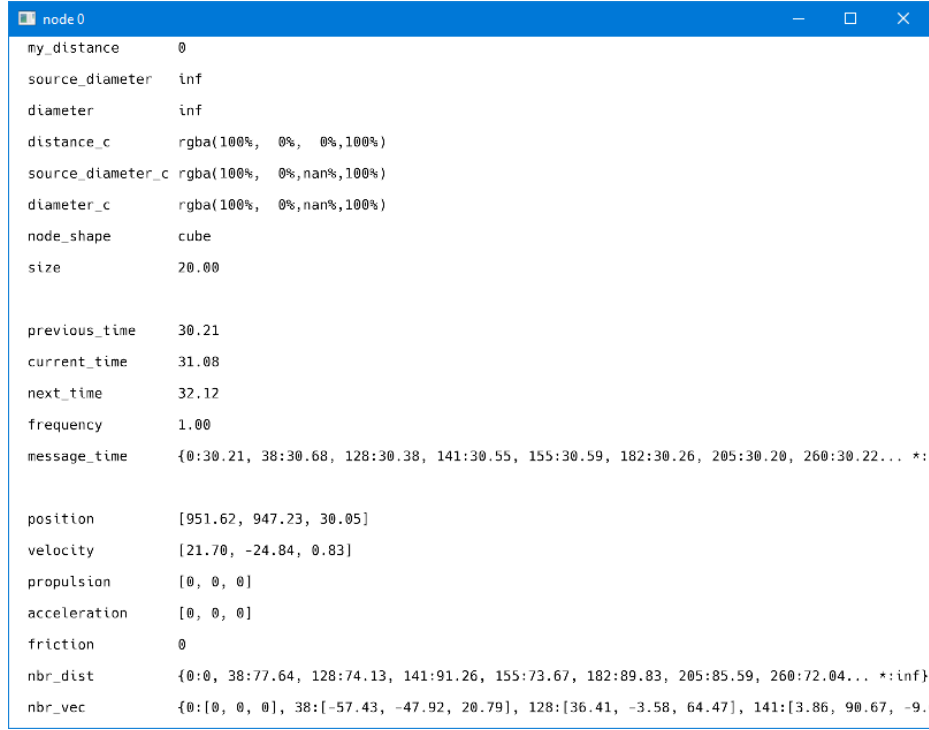 node 0
my_distance 0
source_diameter inf
diameter inf
distance_c rgba(100%, 0%, 0%,100%)
source_diameter_c rgba(100%, 0%,nan%,100%)
diameter_c rgba(100%, 0%,nan%,100%)
node_shape cube
size 20.00
previous_time 30.21
current_time 31.08
next_time 32.12
frequency 1.00
message_time {0:30.21, 38:30.68, 128:30.38, 141:30.55, 155:30.59, 182:30.26, 205:30.20, 260:30.22... *:
position [951.62, 947.23, 30.05]
velocity [21.70, -24.84, 0.83]
propulsion [0, 0, 0]
acceleration [0, 0, 0]
friction 0
nbr_dist {0:0, 38:77.64, 128:74.13, 141:91.26, 155:73.67, 182:89.83, 205:85.59, 260:72.04... *:inf}
nbr_vec {0:[0, 0, 0], 38:[-57.43, -47.92, 20.79], 128:[36.41, -3.58, 64.47], 141:[3.86, 90.67, -9.